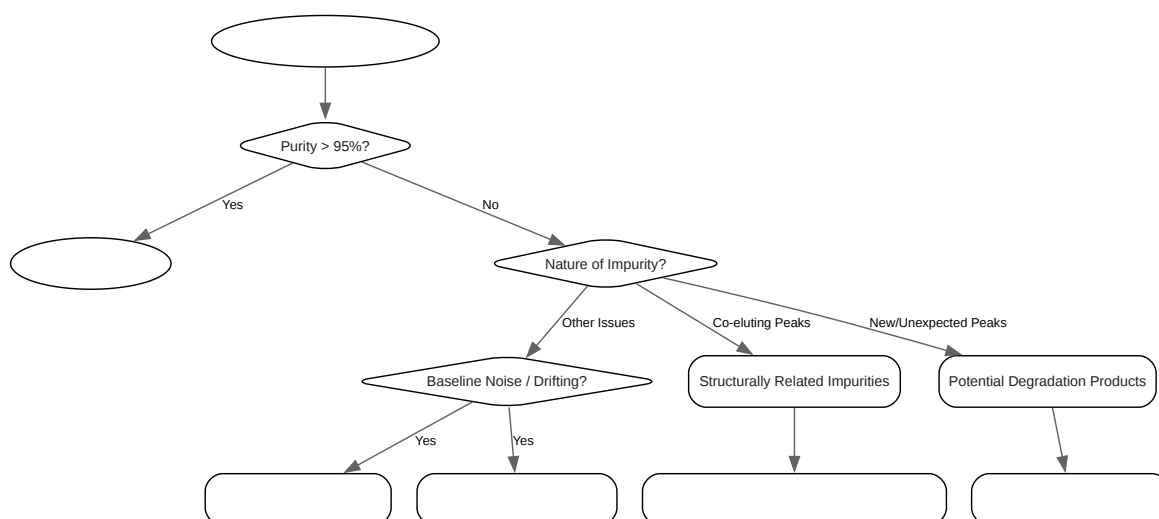 Purity > 95%?
Yes
No
Nature of Impurity?
Other Issues
Co-eluting Peaks
New/Unexpected Peaks
Baseline Noise / Drifting?
Structurally Related Impurities
Potential Degradation Products
Yes
Yes